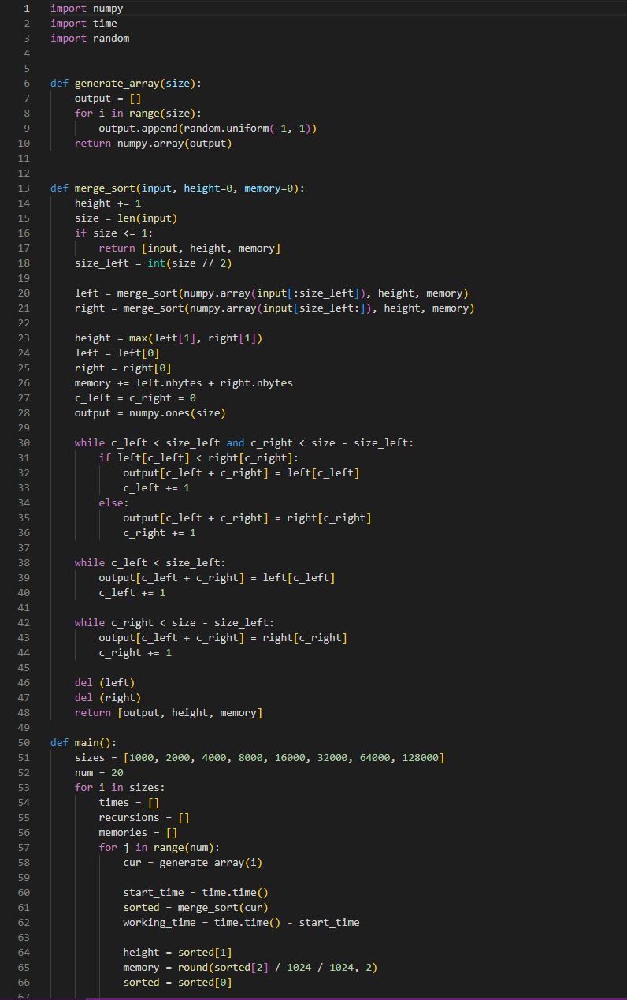 1 import numpy
2 import time
3 import random
4
5
6 def generate_array(size):
7     output = []
8     for i in range(size):
9         output.append(random.uniform(-1, 1))
10     return numpy.array(output)
11
12
13 def merge_sort(input, height=0, memory=0):
14     height += 1
15     size = len(input)
16     if size <= 1:
17         return [input, height, memory]
18     size_left = int(size // 2)
19
20     left = merge_sort(numpy.array(input[:size_left]), height, memory)
21     right = merge_sort(numpy.array(input[size_left:]), height, memory)
22
23     height = max(left[1], right[1])
24     left = left[0]
25     right = right[0]
26     memory += left.nbytes + right.nbytes
27     c_left = c_right = 0
28     output = numpy.ones(size)
29
30     while c_left < size_left and c_right < size - size_left:
31         if left[c_left] < right[c_right]:
32             output[c_left + c_right] = left[c_left]
33             c_left += 1
34         else:
35             output[c_left + c_right] = right[c_right]
36             c_right += 1
37
38     while c_left < size_left:
39         output[c_left + c_right] = left[c_left]
40         c_left += 1
41
42     while c_right < size - size_left:
43         output[c_left + c_right] = right[c_right]
44         c_right += 1
45
46     del (left)
47     del (right)
48     return [output, height, memory]
49
50 def main():
51     sizes = [1000, 2000, 4000, 8000, 16000, 32000, 64000, 128000]
52     num = 20
53     for i in sizes:
54         times = []
55         recursions = []
56         memories = []
57         for j in range(num):
58             cur = generate_array(i)
59
60             start_time = time.time()
61             sorted = merge_sort(cur)
62             working_time = time.time() - start_time
63
64             height = sorted[1]
65             memory = round(sorted[2] / 1024 / 1024, 2)
66             sorted = sorted[0]
67